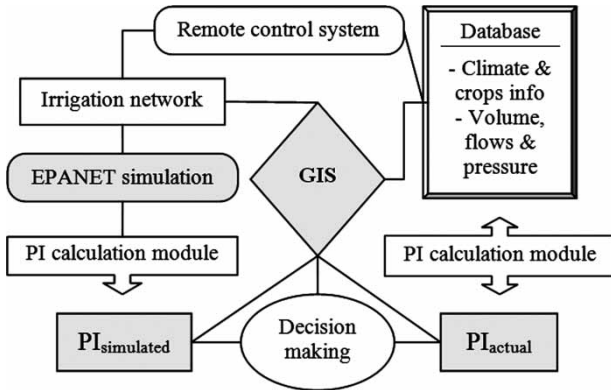 Remote control system
Database
- Climate &
crops info
- Volume,
flows &
pressure
Irrigation network
EPANET simulation
GIS
PI calculation module
PI calculation module
PIsimulated
Decision
making
PIactual